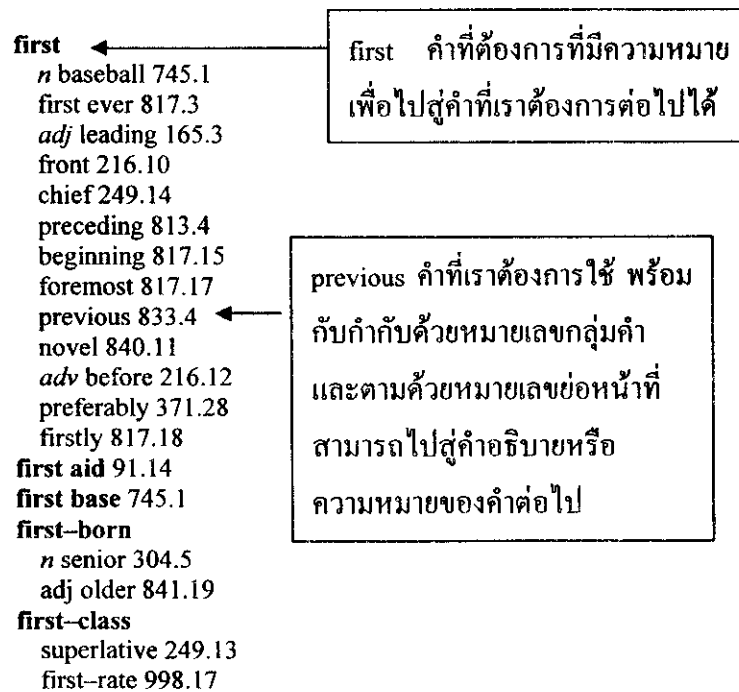 first
n baseball 745.1
first ever 817.3
adj leading 165.3
front 216.10
chief 249.14
preceding 813.4
beginning 817.15
foremost 817.17
previous 833.4
novel 840.11
adv before 216.12
preferably 371.28
firstly 817.18
first aid 91.14
first base 745.1
first–born
n senior 304.5
adj older 841.19
first–class
superlative 249.13
first–rate 998.17
first คำที่ต้องการที่มีความหมาย
เพื่อไปสู่คำที่เราต้องการต่อไปได้
previous คำที่เราต้องการใช้ พร้อม
กับกำกับด้วยหมายเลขกลุ่มคำ
และตามด้วยหมายเลขย่อหน้าที่
สามารถไปสู่คำอธิบายหรือ
ความหมายของคำต่อไป